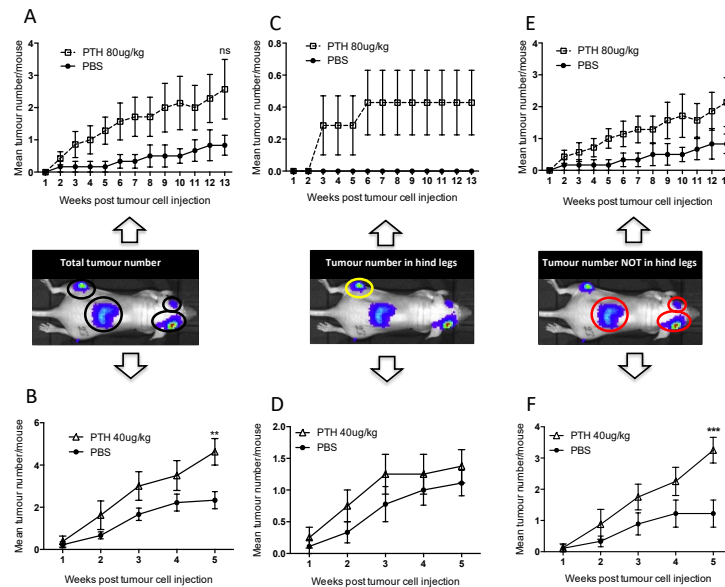 A
PTH 80ug/kg
PBS
ns
Mean tumour number/mouse
4
3
2
1
0
1 2 3 4 5 6 7 8 9 10 11 12 13
Weeks post tumour cell injection
C
PTH 80ug/kg
PBS
Mean tumour number/mouse
0.8
0.6
0.4
0.2
0.0
1 2 3 4 5 6 7 8 9 10 11 12 13
Weeks post tumour cell injection
E
PTH 80ug/kg
PBS
Mean tumour number/mouse
4
3
2
1
0
1 2 3 4 5 6 7 8 9 10 11 12
Weeks post tumour cell injection
Total tumour number
Tumour number in hind legs
Tumour number NOT in hind legs
B
PTH 40ug/kg
PBS
**
Mean tumour number/mouse
6
4
2
0
1 2 3 4 5
Weeks post tumour cell injection
D
PTH 40ug/kg
PBS
Mean tumour number/mouse
3.0
2.5
2.0
1.5
1.0
0.5
0.0
1 2 3 4 5
Weeks post tumour cell injection
F
PTH 40ug/kg
PBS
***
Mean tumour number/mouse
4
3
2
1
0
1 2 3 4 5
Weeks post tumour cell injection